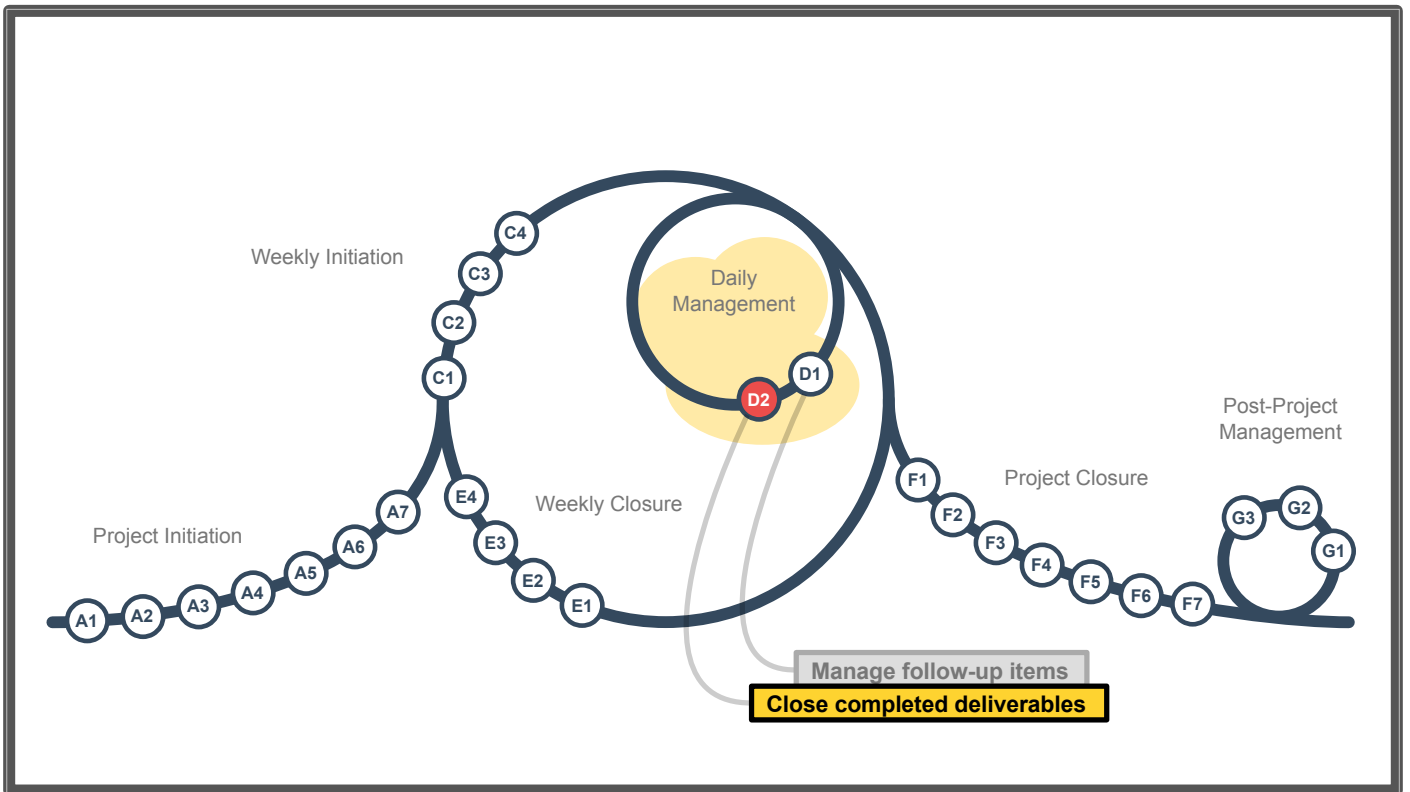 Project Initiation
A1
A2
A3
A4
A5
A6
A7
Weekly Initiation
C1
C2
C3
C4
Daily
Management
D1
D2
Manage follow-up items
Close completed deliverables
Weekly Closure
E1
E2
E3
E4
Project Closure
F1
F2
F3
F4
F5
F6
F7
Post-Project
Management
G1
G2
G3